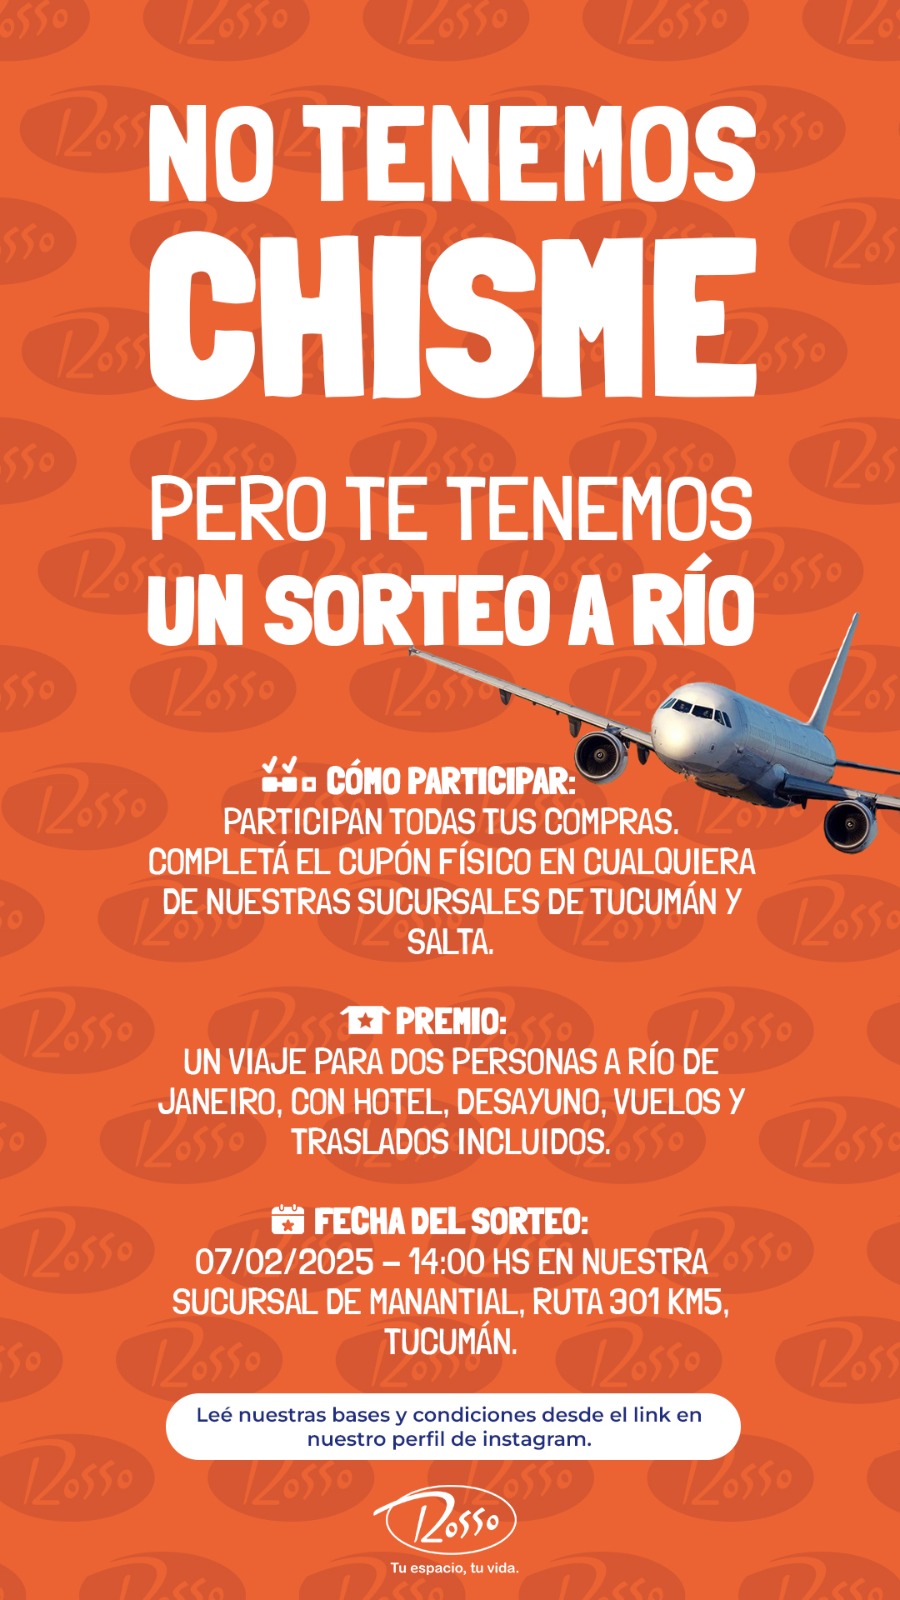 NO TENEMOS
CHISME
PERO TE TENEMOS
UN SORTEO A RÍO
CÓMO PARTICIPAR:
PARTICIPAN TODAS TUS COMPRAS.
COMPLETÁ EL CUPÓN FÍSICO EN CUALQUIERA
DE NUESTRAS SUCURSALES DE TUCUMÁN Y
SALTA.
PREMIO:
UN VIAJE PARA DOS PERSONAS A RÍO DE
JANEIRO, CON HOTEL, DESAYUNO, VUELOS Y
TRASLADOS INCLUIDOS.
FECHA DEL SORTEO:
07/02/2025 – 14:00 HS EN NUESTRA
SUCURSAL DE MANANTIAL, RUTA 301 KM5,
TUCUMÁN.
Leé nuestras bases y condiciones desde el link en
nuestro perfil de instagram.
Rosso
Tu espacio, tu vida.